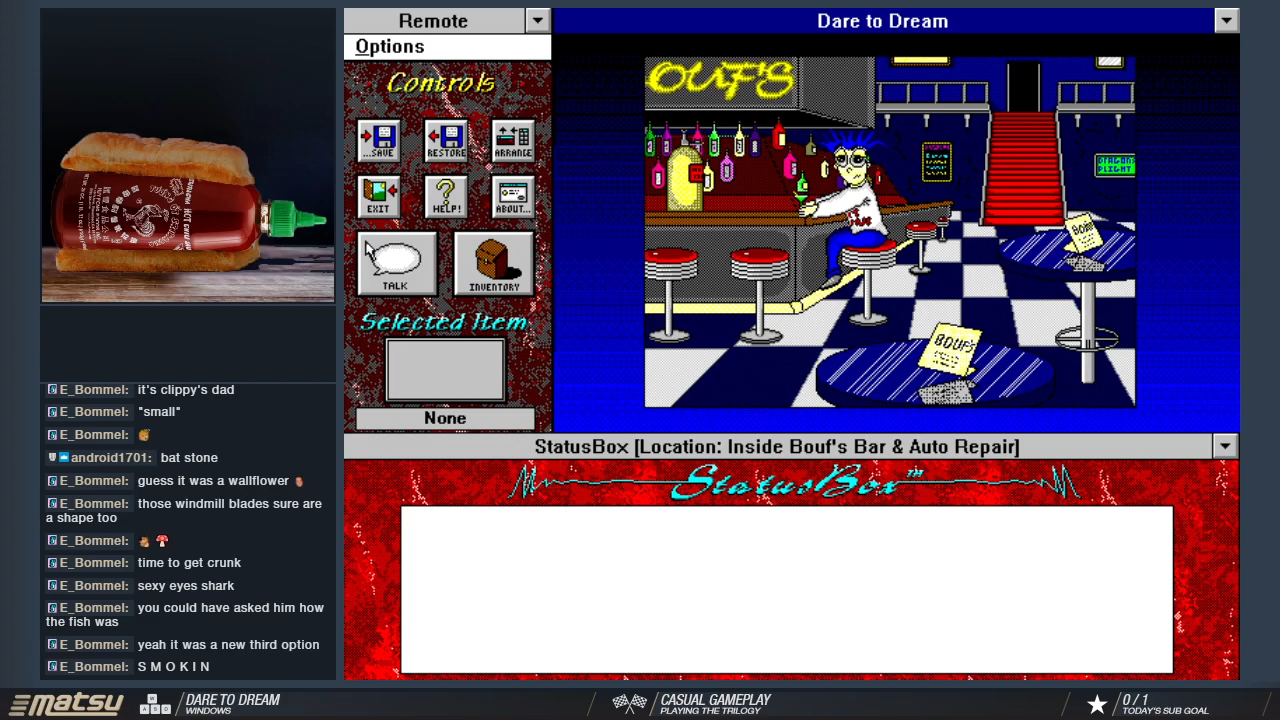 Remote
Options
Controls
...SAVE
RESTORE
ARRANGE
EXIT
HELP!
ABOUT...
TALK
INVENTORY
Selected Item
None
Dare to Dream
OUF'S
DRAGON
FLIGHT
BOUF'S
StatusBox [Location: Inside Bouf's Bar & Auto Repair]
StatusBox™
E_Bommel: it's clippy's dad
E_Bommel: "small"
E_Bommel:
android1701: bat stone
E_Bommel: guess it was a wallflower
E_Bommel: those windmill blades sure are
a shape too
E_Bommel:
E_Bommel: time to get crunk
E_Bommel: sexy eyes shark
E_Bommel: you could have asked him how
the fish was
E_Bommel: yeah it was a new third option
E_Bommel: S M O K I N
matsu
W
A S D
DARE TO DREAM
WINDOWS
CASUAL GAMEPLAY
PLAYING THE TRILOGY
0 / 1
TODAY'S SUB GOAL